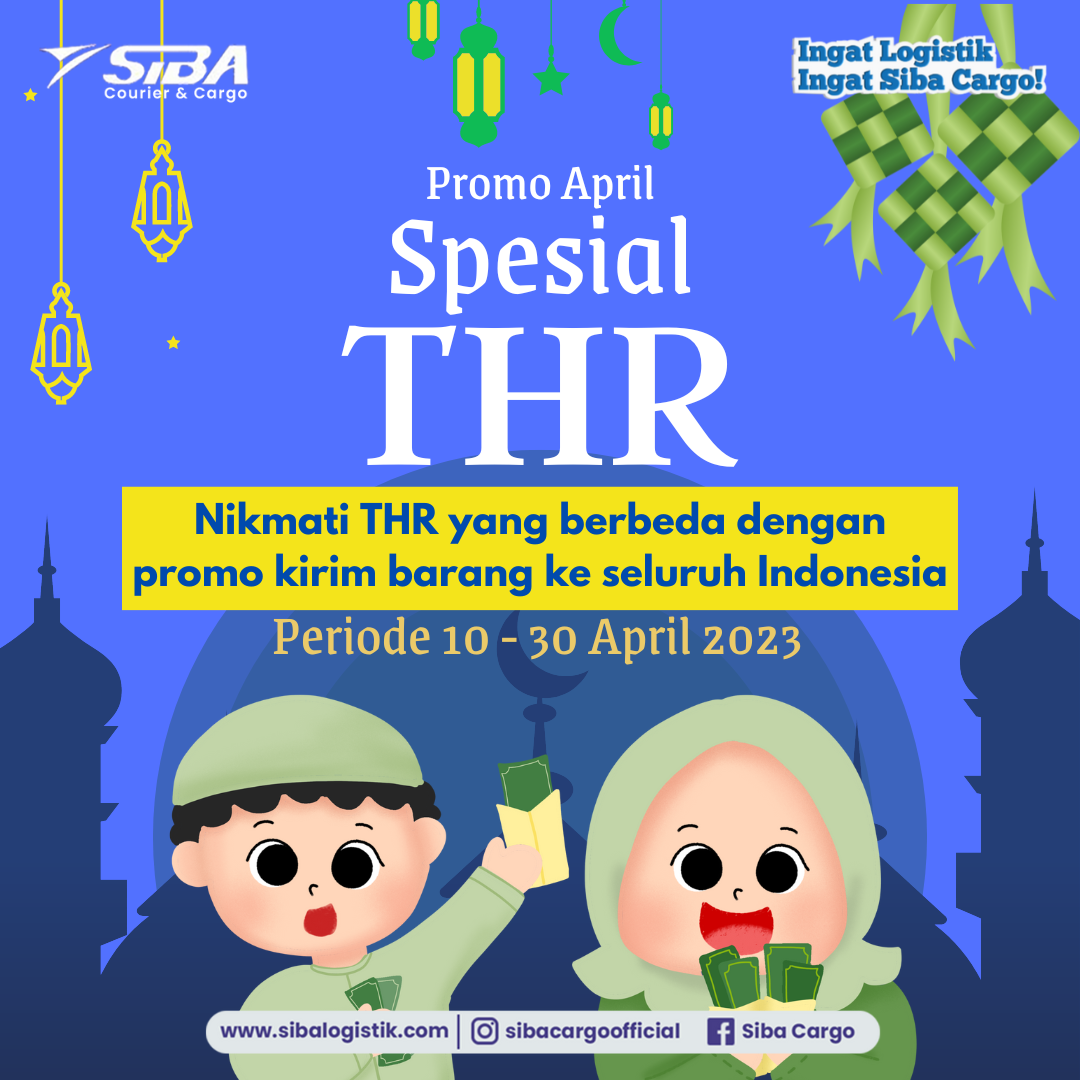 SIBA
Courier & Cargo
Ingat Logistik
Ingat Siba Cargo!
Promo April
Spesial
THR
Nikmati THR yang berbeda dengan
promo kirim barang ke seluruh Indonesia
Periode 10 - 30 April 2023
www.sibalogistik.com | sibacargoofficial Siba Cargo